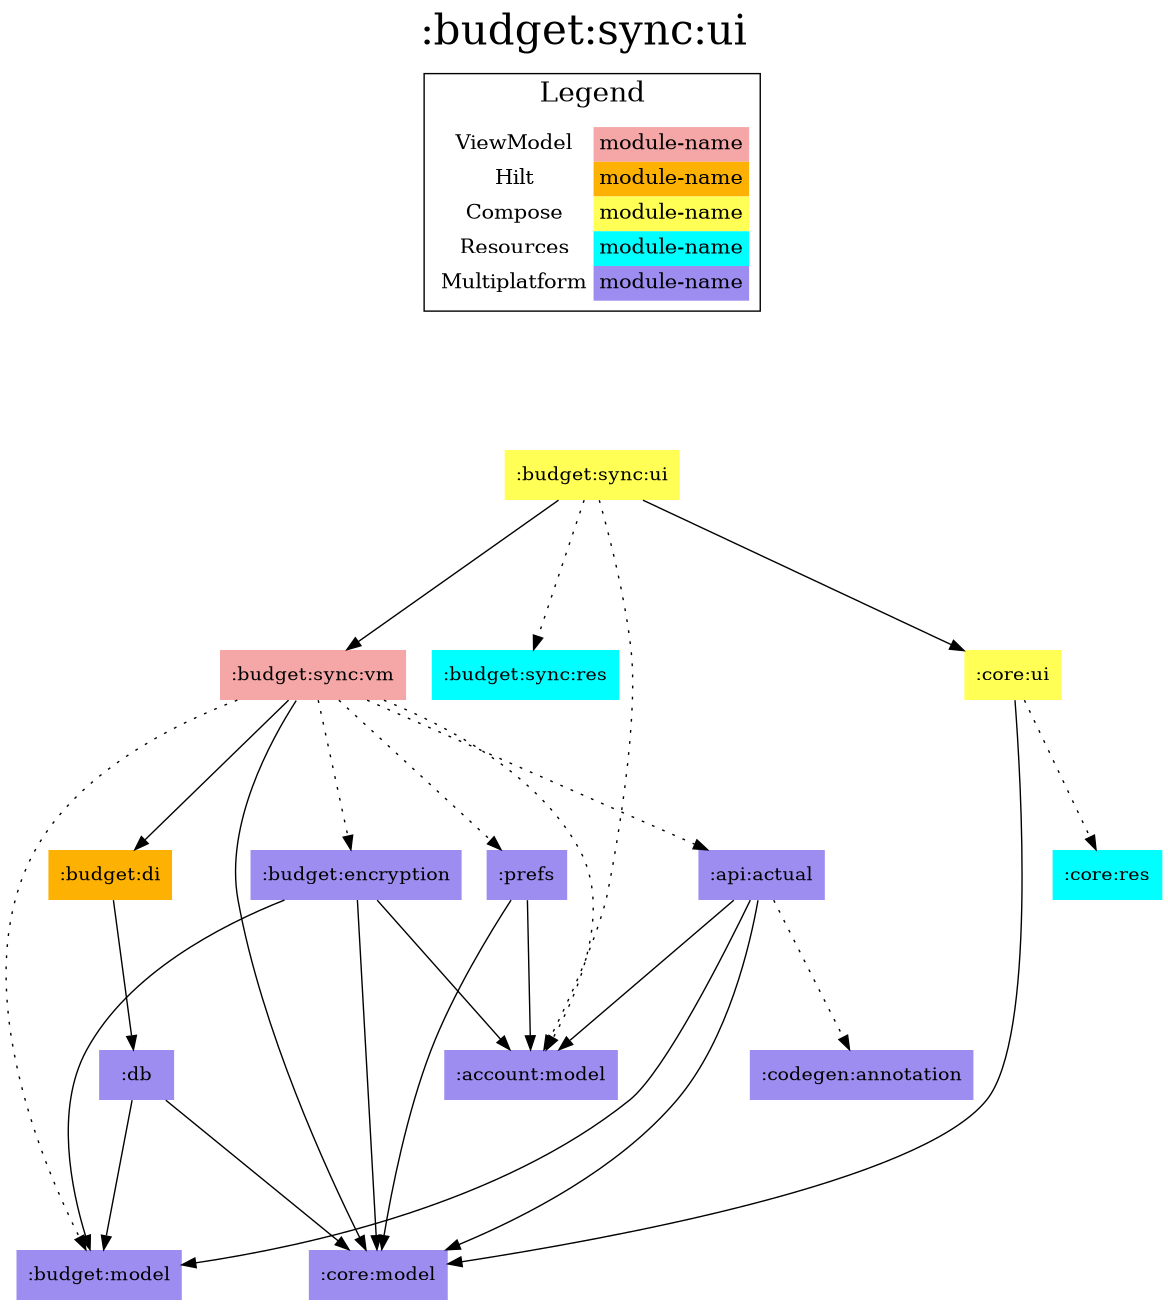 :budget:sync:ui
Legend
ViewModel module-name
Hilt module-name
Compose module-name
Resources module-name
Multiplatform module-name
:budget:sync:ui
:budget:sync:vm :budget:sync:res :core:ui
:budget:di :budget:encryption :prefs :api:actual :core:res
:db :account:model :codegen:annotation
:budget:model :core:model